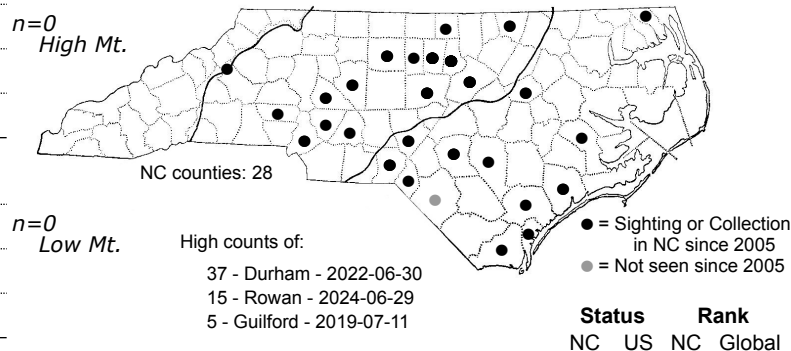 n=0
High Mt.
NC counties: 28
n=0
Low Mt.
High counts of:
37 - Durham - 2022-06-30
15 - Rowan - 2024-06-29
5 - Guilford - 2019-07-11
= Sighting or Collection
in NC since 2005
= Not seen since 2005
Status Rank
NC US NC Global